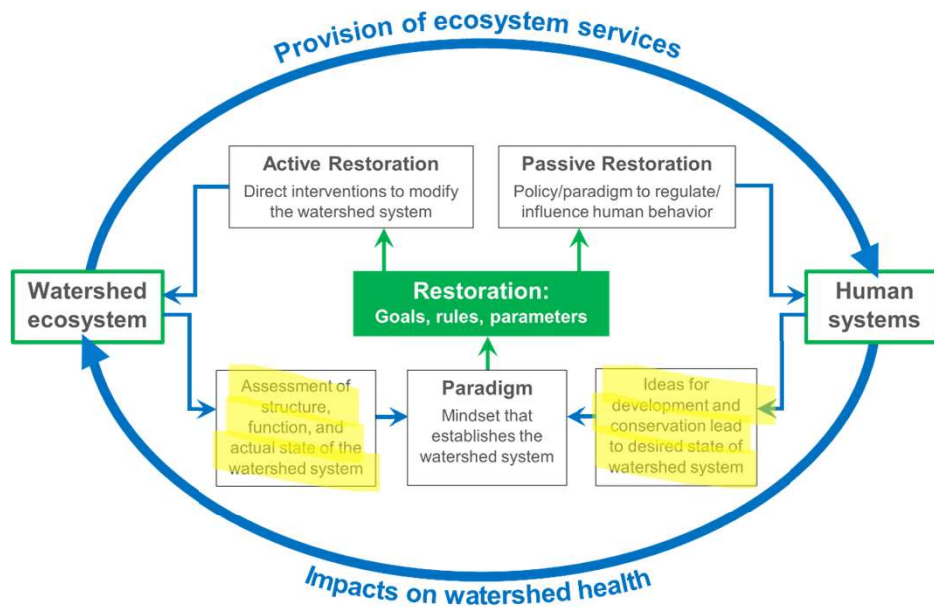 Provision of ecosystem services
Active Restoration
Direct interventions to modify
the watershed system
Passive Restoration
Policy/paradigm to regulate/
influence human behavior
Watershed
ecosystem
Restoration:
Goals, rules, parameters
Human
systems
Assessment of
structure,
function, and
actual state of the
watershed system
Paradigm
Mindset that
establishes the
watershed system
Ideas for
development and
conservation lead
to desired state of
watershed system
Impacts on watershed health